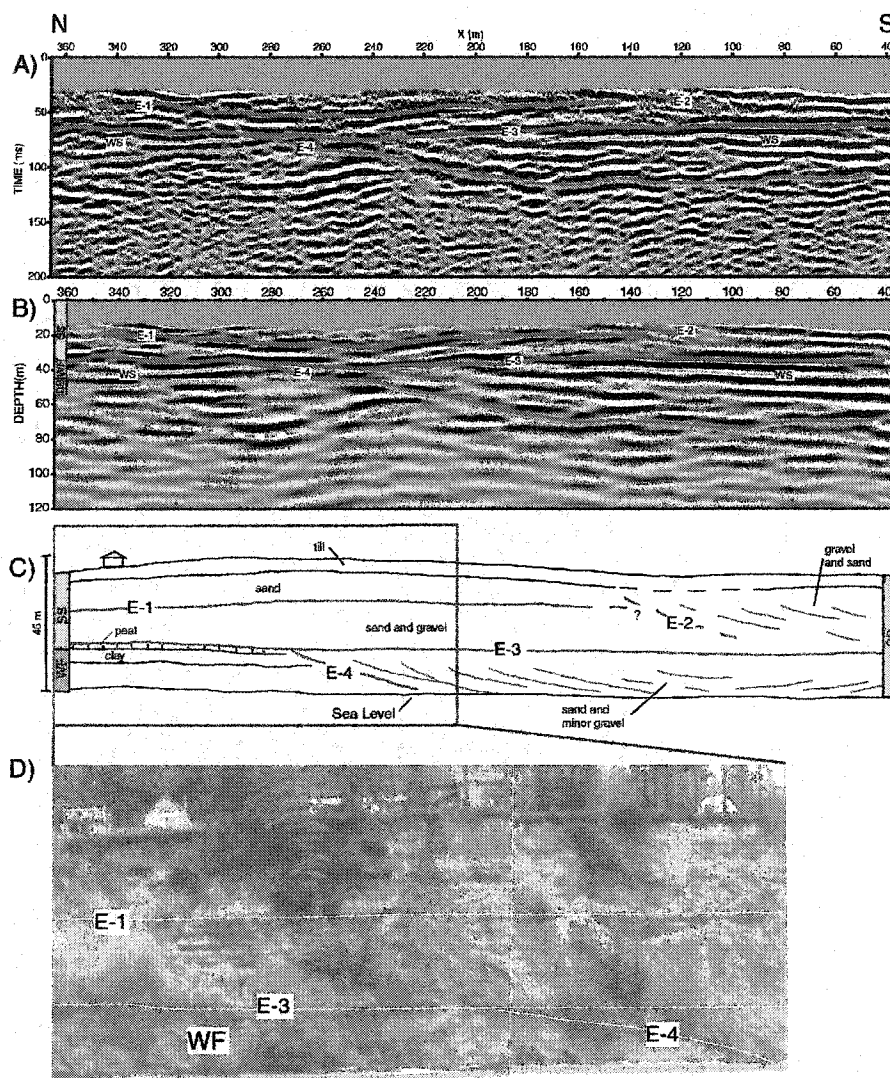 N
S
X (m)
360 340 320 300 280 260 240 220 200 180 160 140 120 100 80 60 40
A)
0
50
100
150
200
TIME (ms)
E-1
E-2
E-3
E-4
WS
WS
360 340 320 300 280 260 240 220 200 180 160 140 120 100 80 60 40
B)
0
20
40
60
80
100
120
DEPTH(m)
E-1
E-2
E-3
E-4
WS
WS
C)
till
gravel
and sand
sand
E-1
sand and gravel
?
E-2
45 m
SS
peat
E-3
WF
clay
E-4
Sea Level
sand and
minor gravel
D)
E-1
E-3
WF
E-4